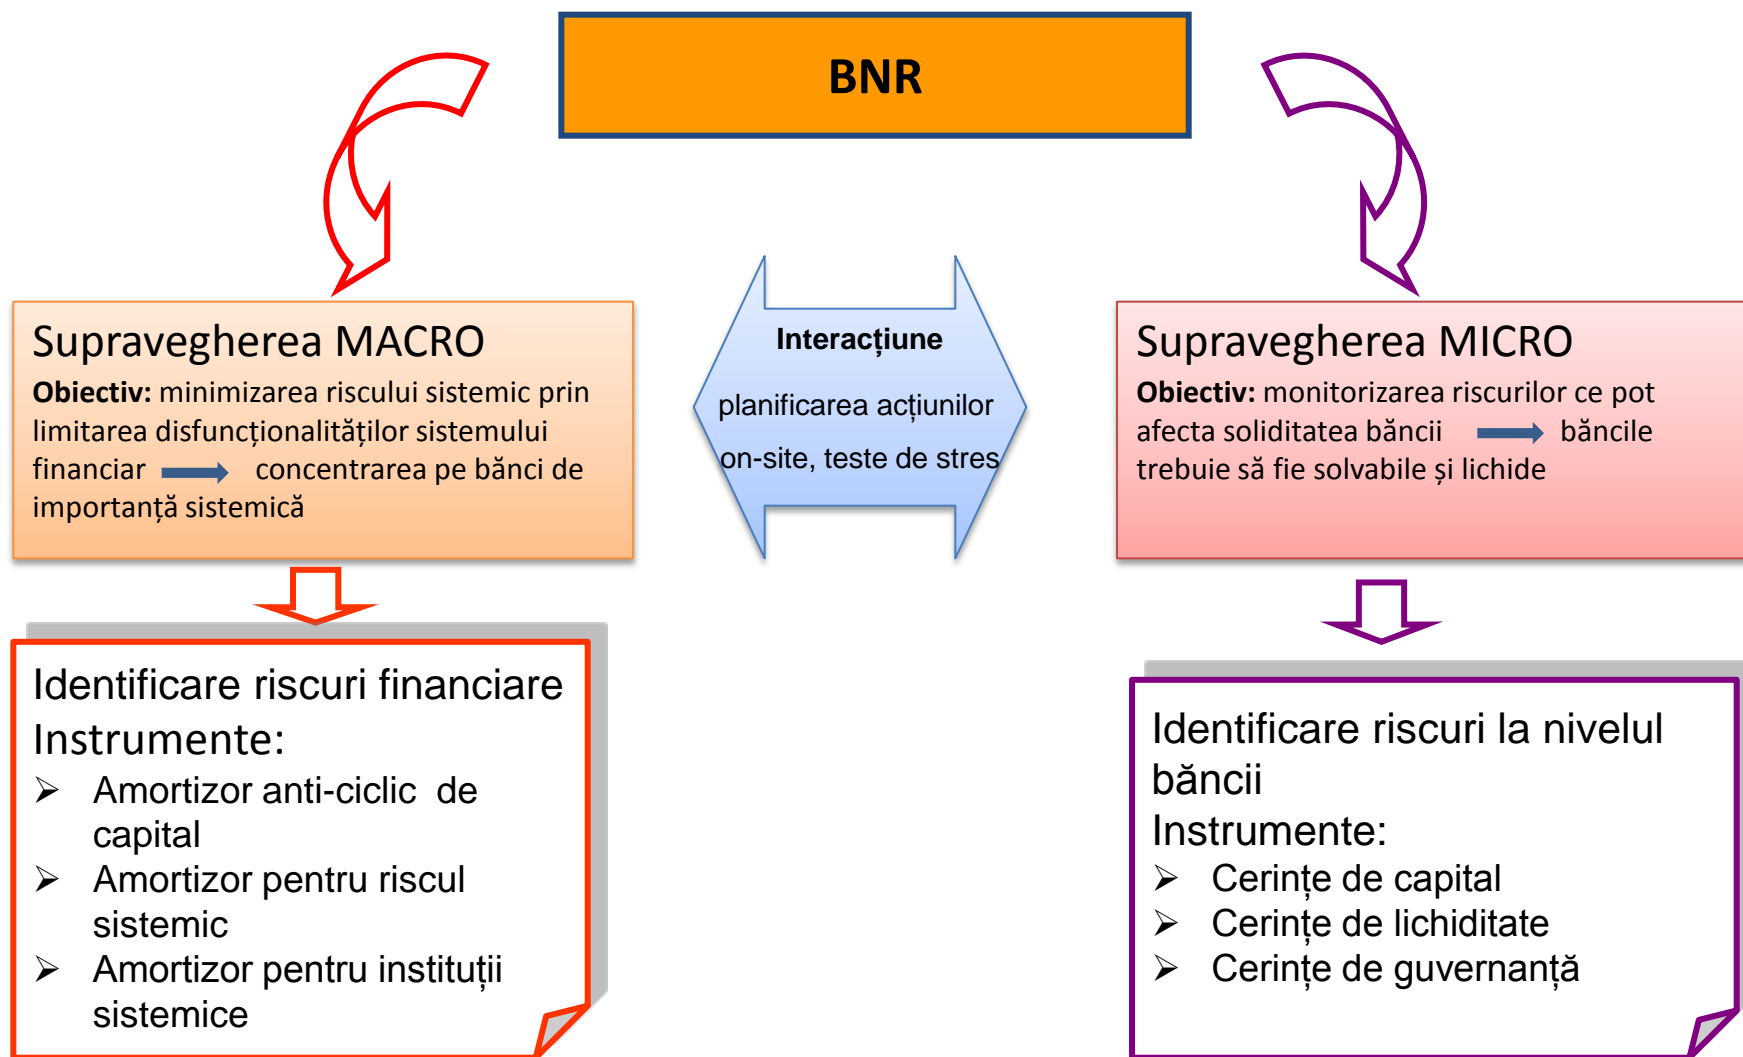 BNR
Supravegherea MACRO
Obiectiv: minimizarea riscului sistemic prin
limitarea disfuncționalităților sistemului
financiar concentrarea pe bănci de
importanță sistemică
Interacțiune
planificarea acțiunilor
on-site, teste de stres
Supravegherea MICRO
Obiectiv: monitorizarea riscurilor ce pot
afecta soliditatea băncii băncile
trebuie să fie solvabile și lichide
Identificare riscuri financiare
Instrumente:
➢ Amortizor anti-ciclic de
capital
➢ Amortizor pentru riscul
sistemic
➢ Amortizor pentru instituții
sistemice
Identificare riscuri la nivelul
băncii
Instrumente:
➢ Cerințe de capital
➢ Cerințe de lichiditate
➢ Cerințe de guvernanță